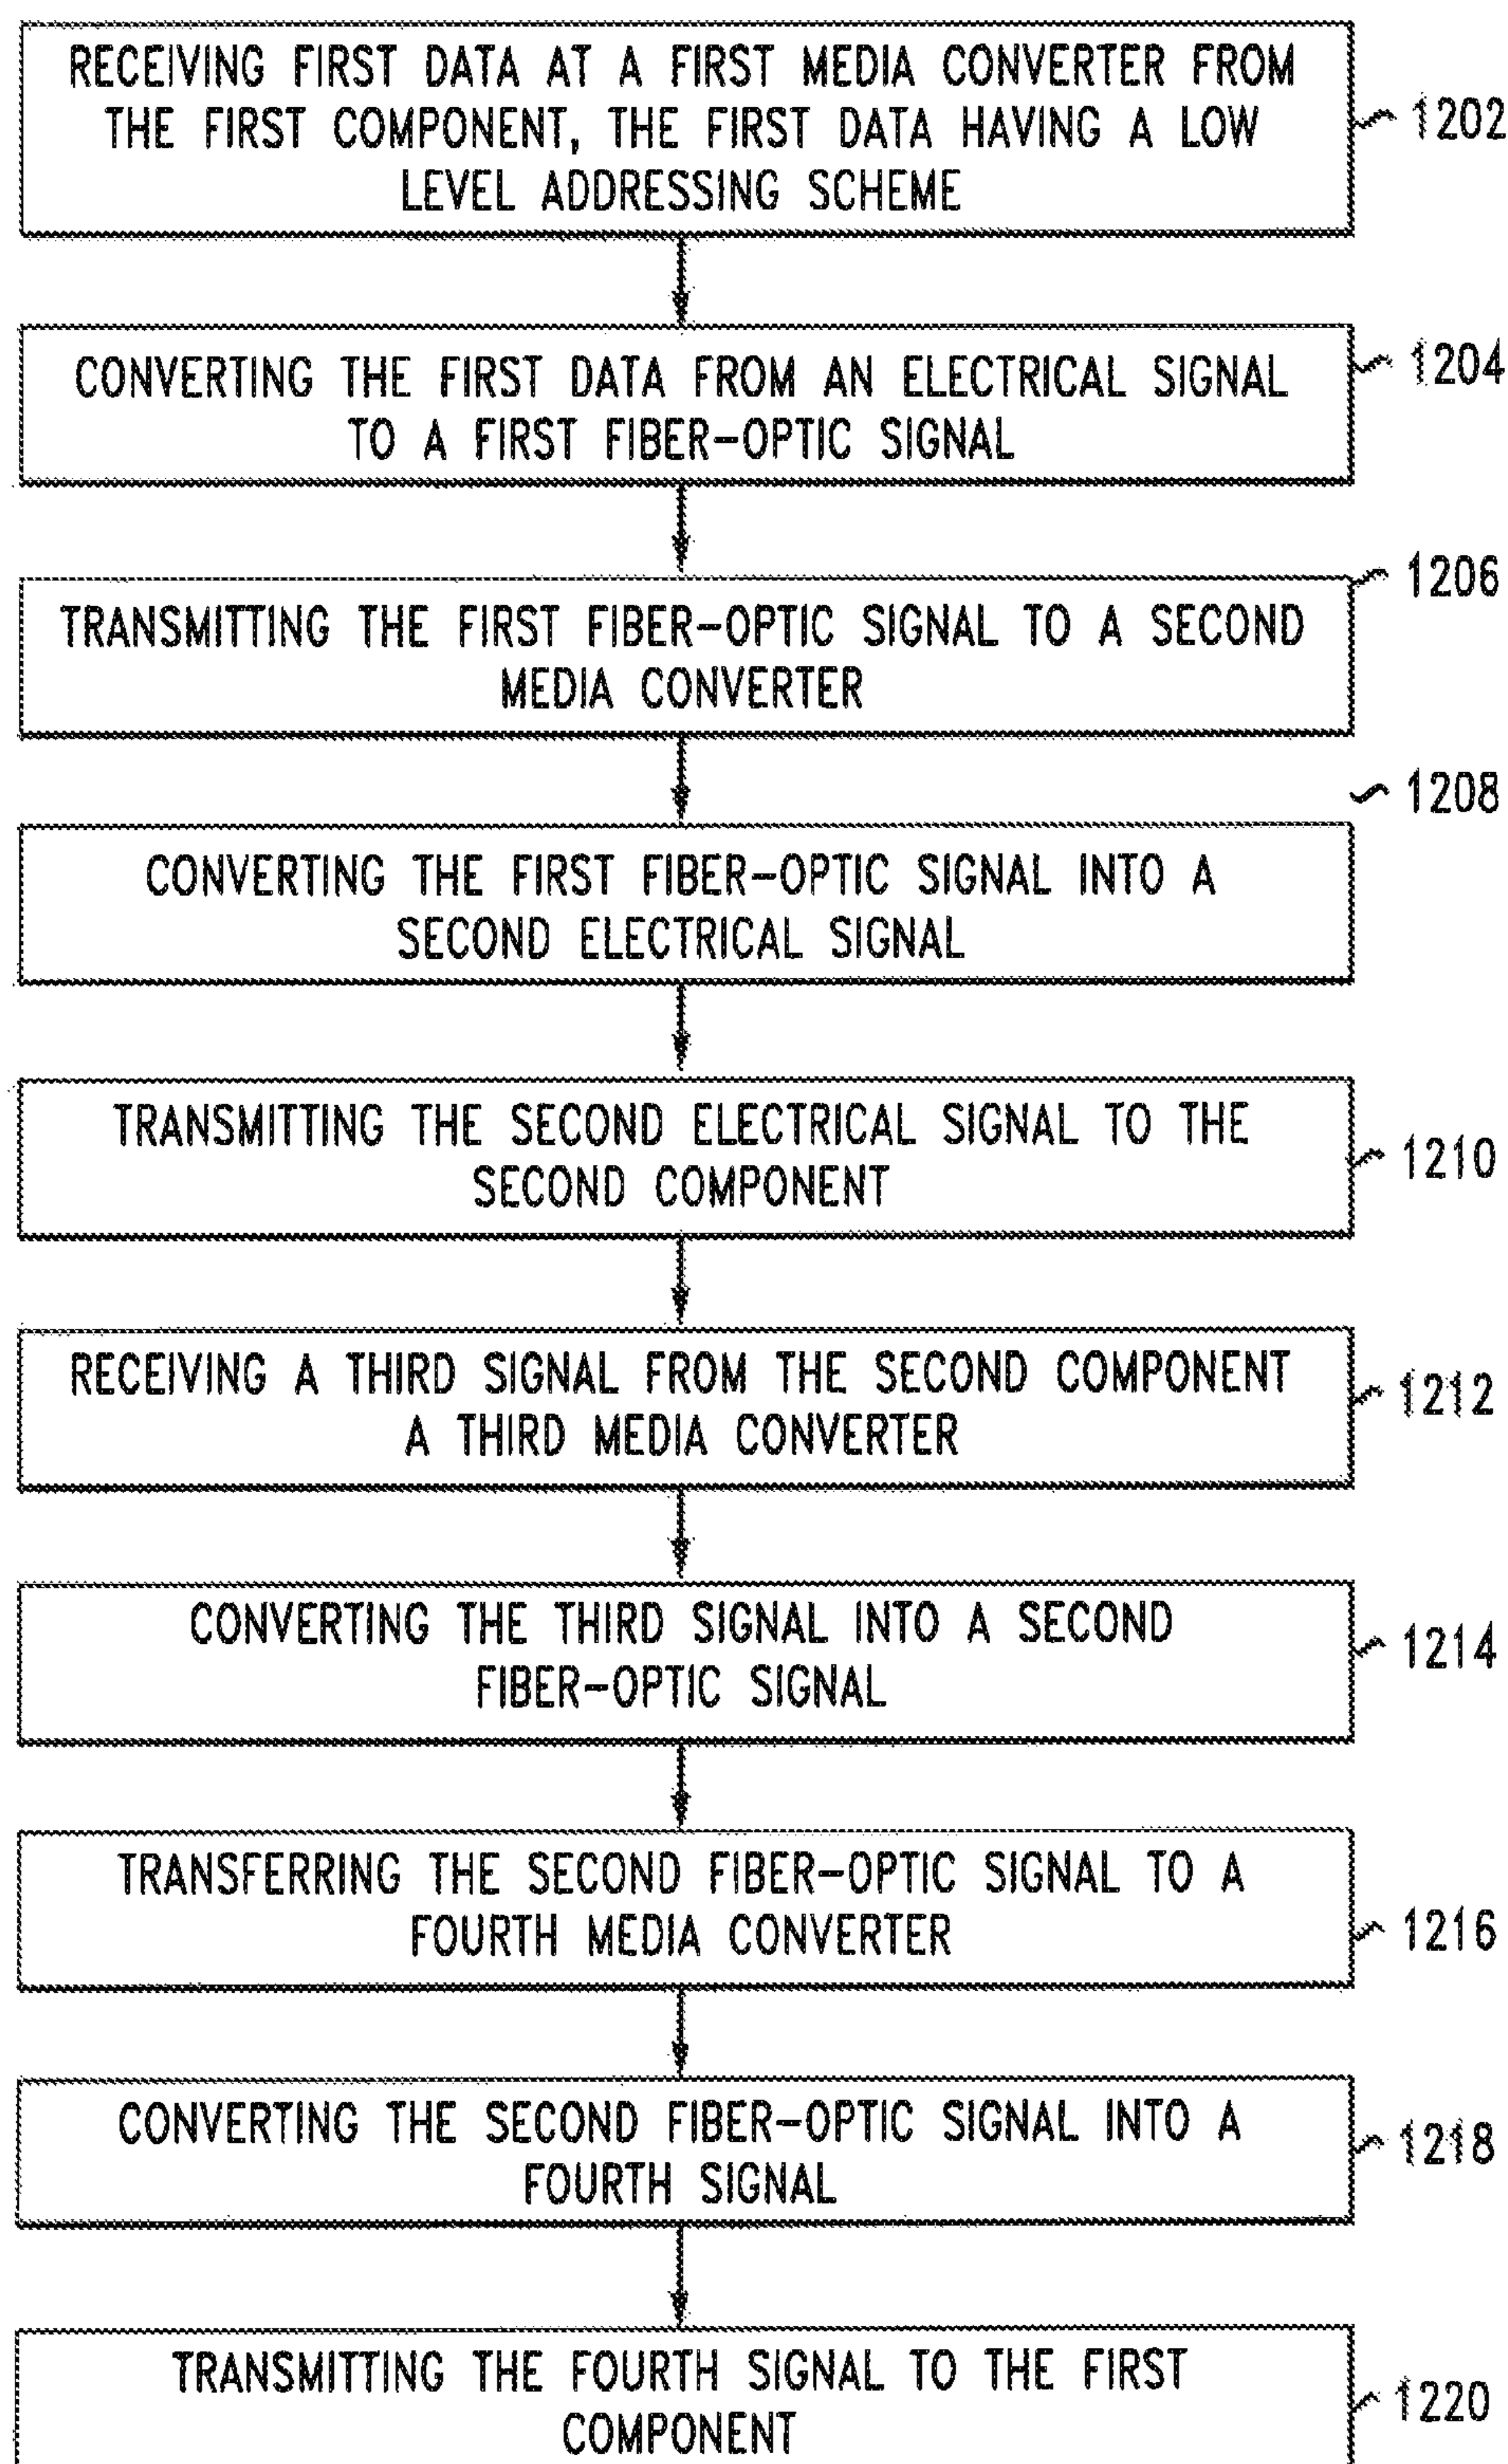 RECEIVING FIRST DATA AT A FIRST MEDIA CONVERTER FROM
THE FIRST COMPONENT, THE FIRST DATA HAVING A LOW
LEVEL ADDRESSING SCHEME
1202
CONVERTING THE FIRST DATA FROM AN ELECTRICAL SIGNAL
TO A FIRST FIBER-OPTIC SIGNAL
1204
TRANSMITTING THE FIRST FIBER-OPTIC SIGNAL TO A SECOND
MEDIA CONVERTER
1206
CONVERTING THE FIRST FIBER-OPTIC SIGNAL INTO A
SECOND ELECTRICAL SIGNAL
1208
TRANSMITTING THE SECOND ELECTRICAL SIGNAL TO THE
SECOND COMPONENT
1210
RECEIVING A THIRD SIGNAL FROM THE SECOND COMPONENT
A THIRD MEDIA CONVERTER
1212
CONVERTING THE THIRD SIGNAL INTO A SECOND
FIBER-OPTIC SIGNAL
1214
TRANSFERRING THE SECOND FIBER-OPTIC SIGNAL TO A
FOURTH MEDIA CONVERTER
1216
CONVERTING THE SECOND FIBER-OPTIC SIGNAL INTO A
FOURTH SIGNAL
1218
TRANSMITTING THE FOURTH SIGNAL TO THE FIRST
COMPONENT
1220